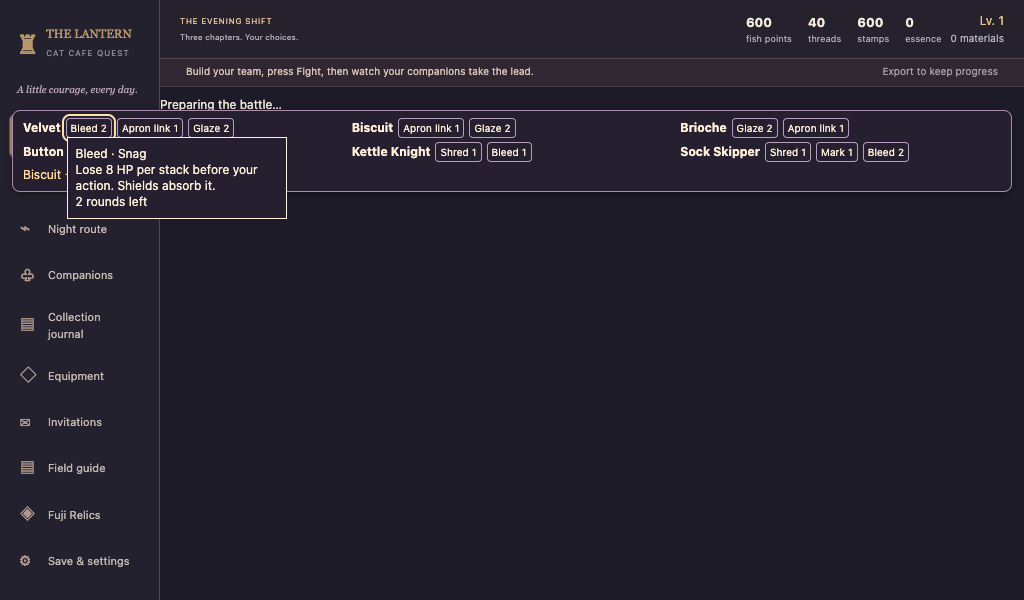 THE LANTERN
CAT CAFE QUEST
A little courage, every day.
THE EVENING SHIFT
Three chapters. Your choices.
600 fish points
40 threads
600 stamps
0 essence
Lv. 1
0 materials
Build your team, press Fight, then watch your companions take the lead.
Export to keep progress
Preparing the battle...
Velvet Bleed 2 Apron link 1 Glaze 2
Biscuit Apron link 1 Glaze 2
Brioche Glaze 2 Apron link 1
Button
Kettle Knight Shred 1 Bleed 1
Sock Skipper Shred 1 Mark 1 Bleed 2
Biscuit
Bleed · Snag
Lose 8 HP per stack before your
action. Shields absorb it.
2 rounds left
Night route
Companions
Collection
journal
Equipment
Invitations
Field guide
Fuji Relics
Save & settings